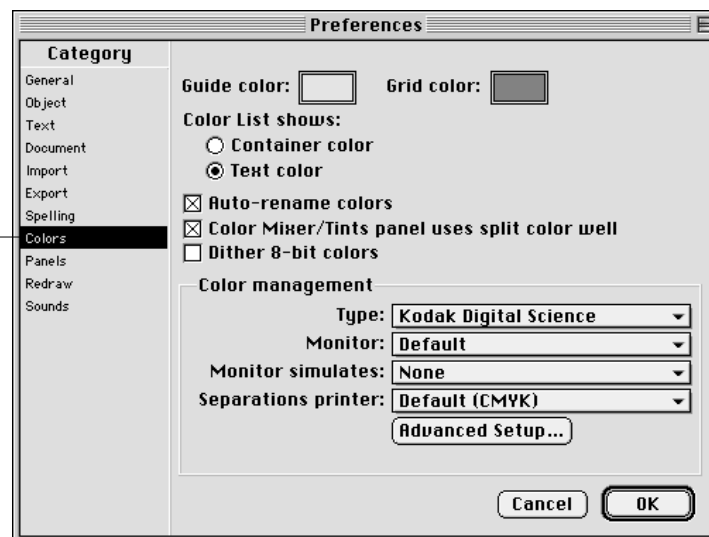 Preferences
Category
General
Object
Text
Document
Import
Export
Spelling
Colors
Panels
Redraw
Sounds
Guide color: Grid color:
Color List shows:
Container color
Text color
Auto-rename colors
Color Mixer/Tints panel uses split color well
Dither 8-bit colors
Color management
Type: Kodak Digital Science
Monitor: Default
Monitor simulates: None
Separations printer: Default (CMYK)
Advanced Setup...
Cancel OK